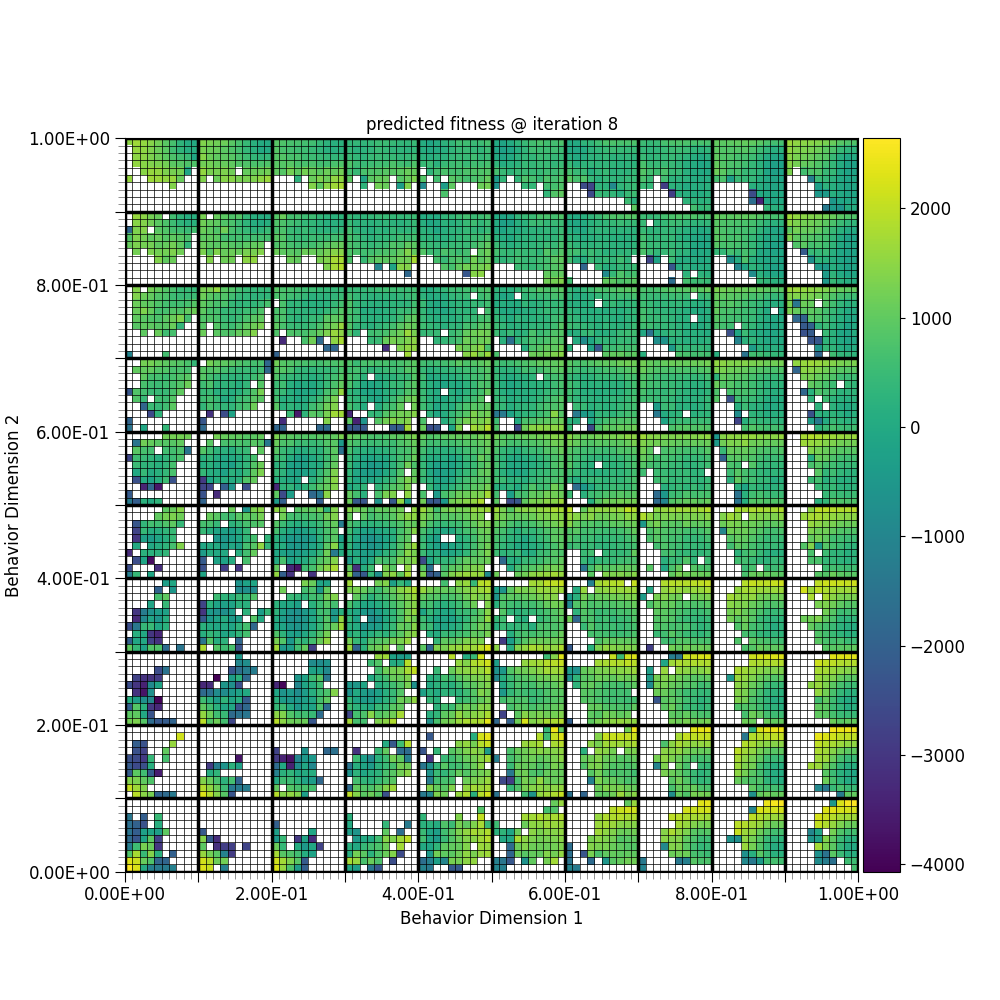 predicted fitness @ iteration 8
1.00E+00
8.00E-01
6.00E-01
4.00E-01
2.00E-01
0.00E+00
Behavior Dimension 2
0.00E+00 2.00E-01 4.00E-01 6.00E-01 8.00E-01 1.00E+00
Behavior Dimension 1
2000
1000
0
−1000
−2000
−3000
−4000